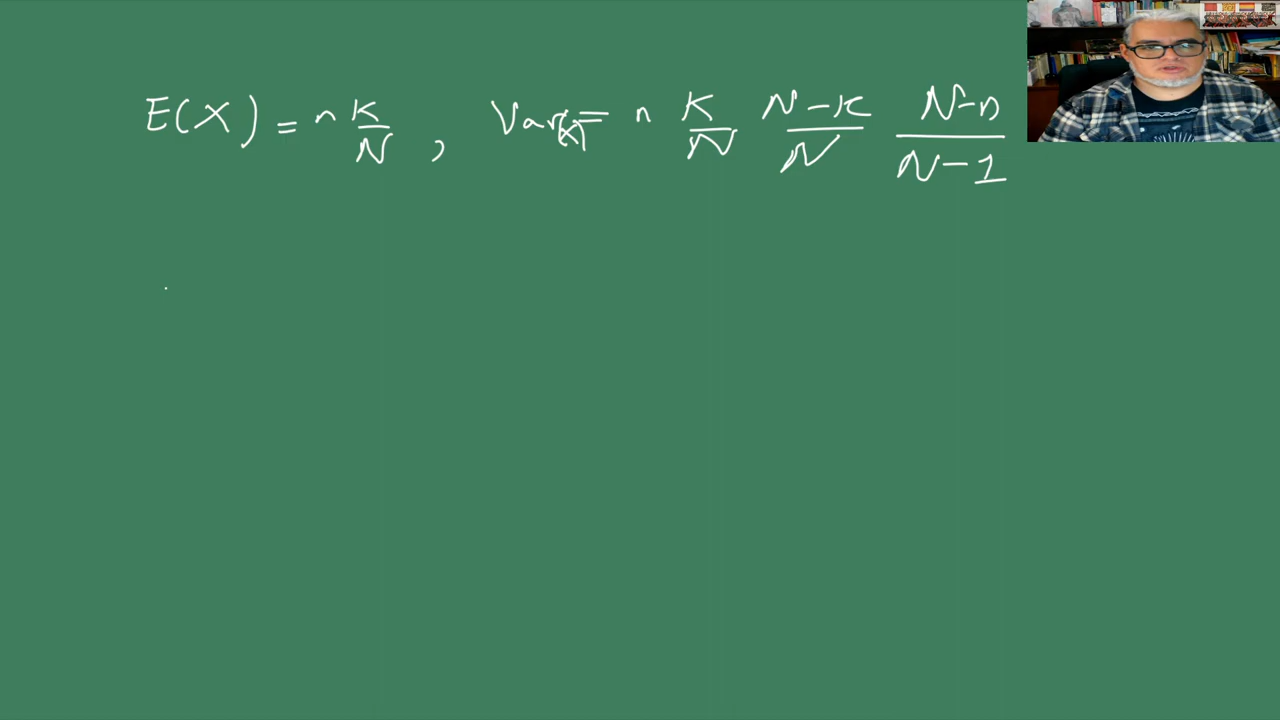 E(X) = n K/N , Var(X) = n K/N N-K/N N-n/N-1